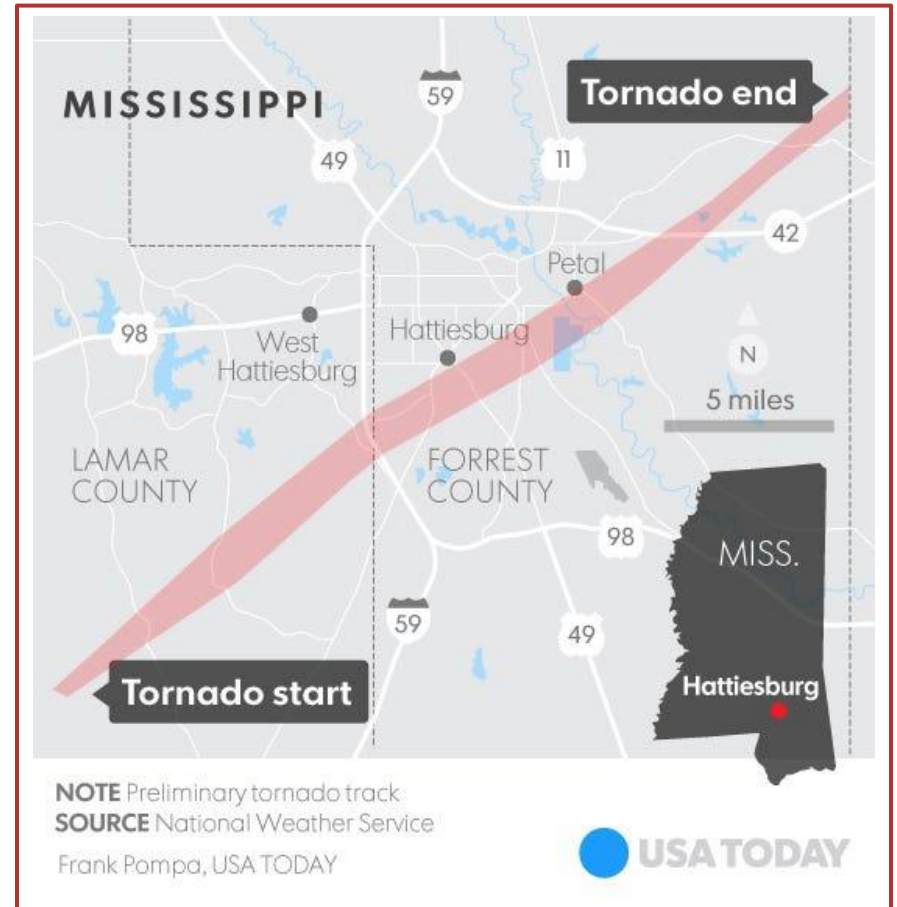 MISSISSIPPI
59
Tornado end
49
11
42
Petal
98
West
Hattiesburg
Hattiesburg
N
5 miles
LAMAR
COUNTY
FORREST
COUNTY
98
MISS.
59
49
Tornado start
Hattiesburg
NOTE Preliminary tornado track
SOURCE National Weather Service
Frank Pompa, USA TODAY
USA TODAY